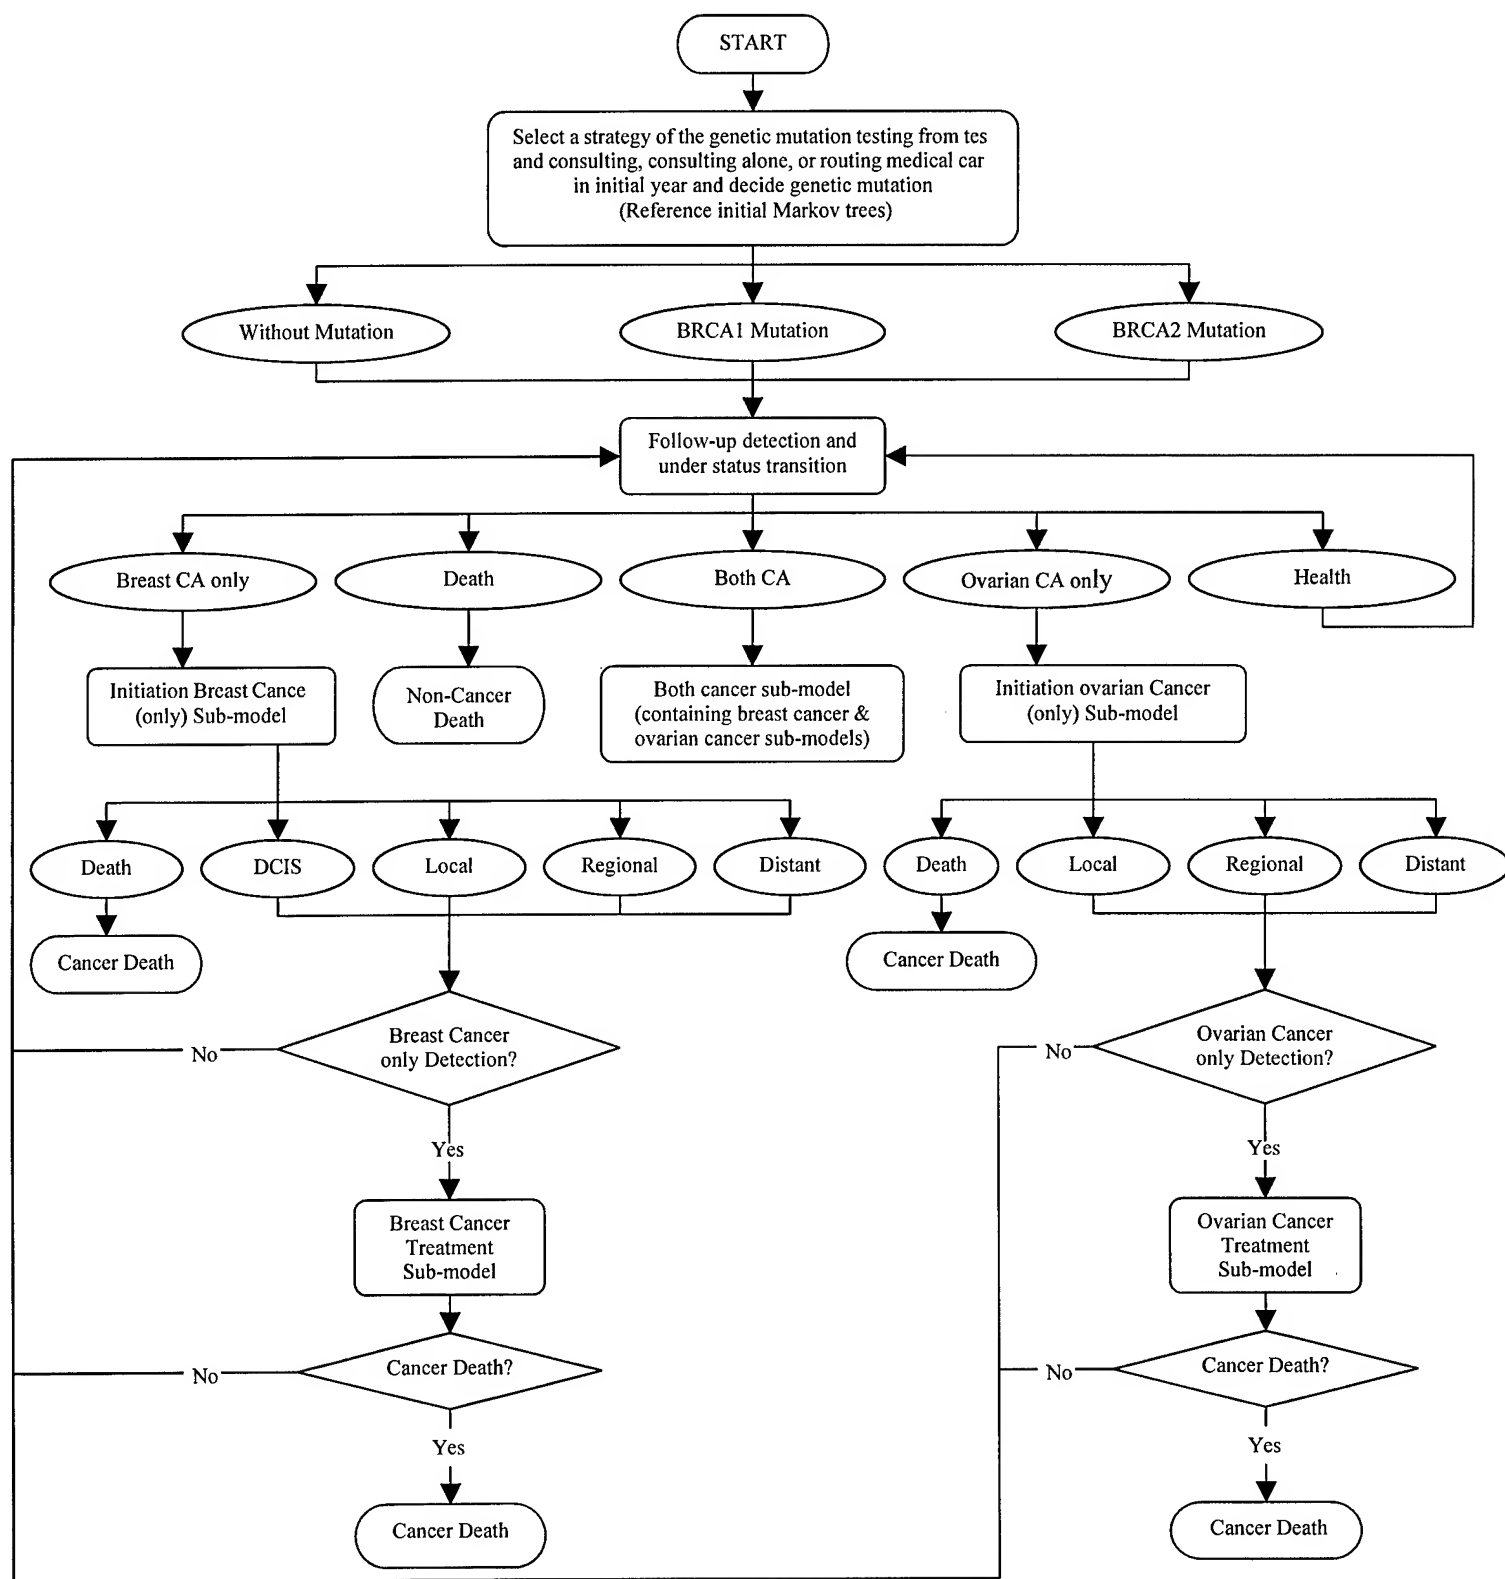 START
Select a strategy of the genetic mutation testing from tes
and consulting, consulting alone, or routing medical car
in initial year and decide genetic mutation
(Reference initial Markov trees)
Without Mutation
BRCA1 Mutation
BRCA2 Mutation
Follow-up detection and
under status transition
Breast CA only
Death
Both CA
Ovarian CA only
Health
Initiation Breast Cance
(only) Sub-model
Non-Cancer
Death
Both cancer sub-model
(containing breast cancer &
ovarian cancer sub-models)
Initiation ovarian Cancer
(only) Sub-model
Death
DCIS
Local
Regional
Distant
Death
Local
Regional
Distant
Cancer Death
Cancer Death
Breast Cancer
only Detection?
No
Ovarian Cancer
only Detection?
No
Yes
Yes
Breast Cancer
Treatment
Sub-model
Ovarian Cancer
Treatment
Sub-model
No
Cancer Death?
No
Cancer Death?
Yes
Yes
Cancer Death
Cancer Death